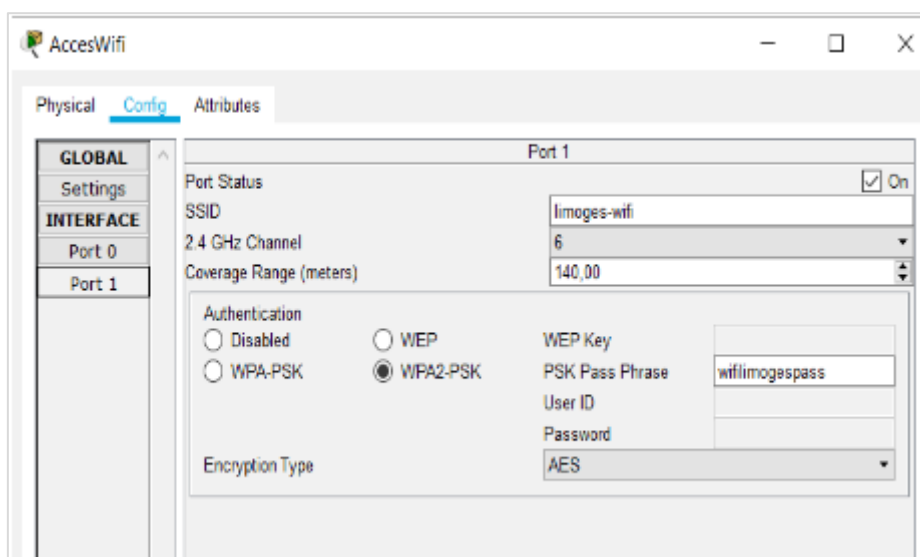 AccesWifi
Physical Config Attributes
GLOBAL
Settings
INTERFACE
Port 0
Port 1
Port 1
Port Status On
SSID limoges-wifi
2.4 GHz Channel 6
Coverage Range (meters) 140,00
Authentication
Disabled WEP WEP Key
WPA-PSK WPA2-PSK PSK Pass Phrase wifilimogespass
User ID
Password
Encryption Type AES